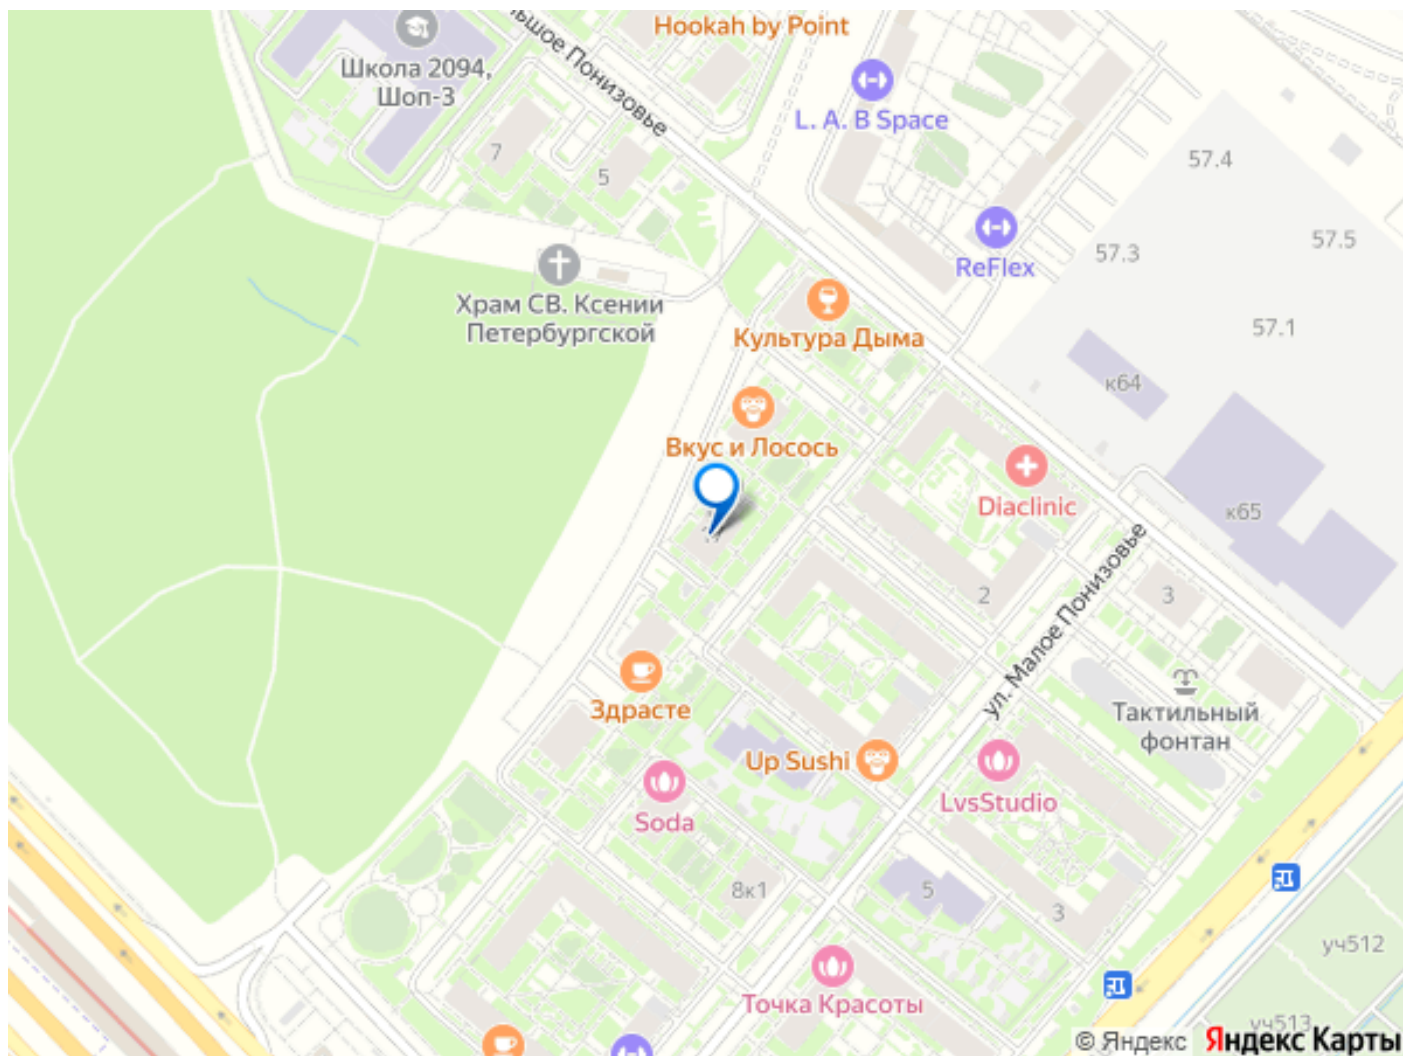 Hookah by Point
Школа 2094,
Шоп-3
ьшое Понизовье
L. A. B Space
7
5
57.4
57.5
57.3
ReFlex
Храм СВ. Ксении
Петербургской
57.1
Культура Дыма
к64
Вкус и Лосось
Diaclinic
к65
2
3
ул. Малое Понизовье
Здрасте
Тактильный
фонтан
Up Sushi
LvsStudio
Soda
8к1
5
3
уч512
Точка Красоты
уч513
© Яндекс Яндекс Карты